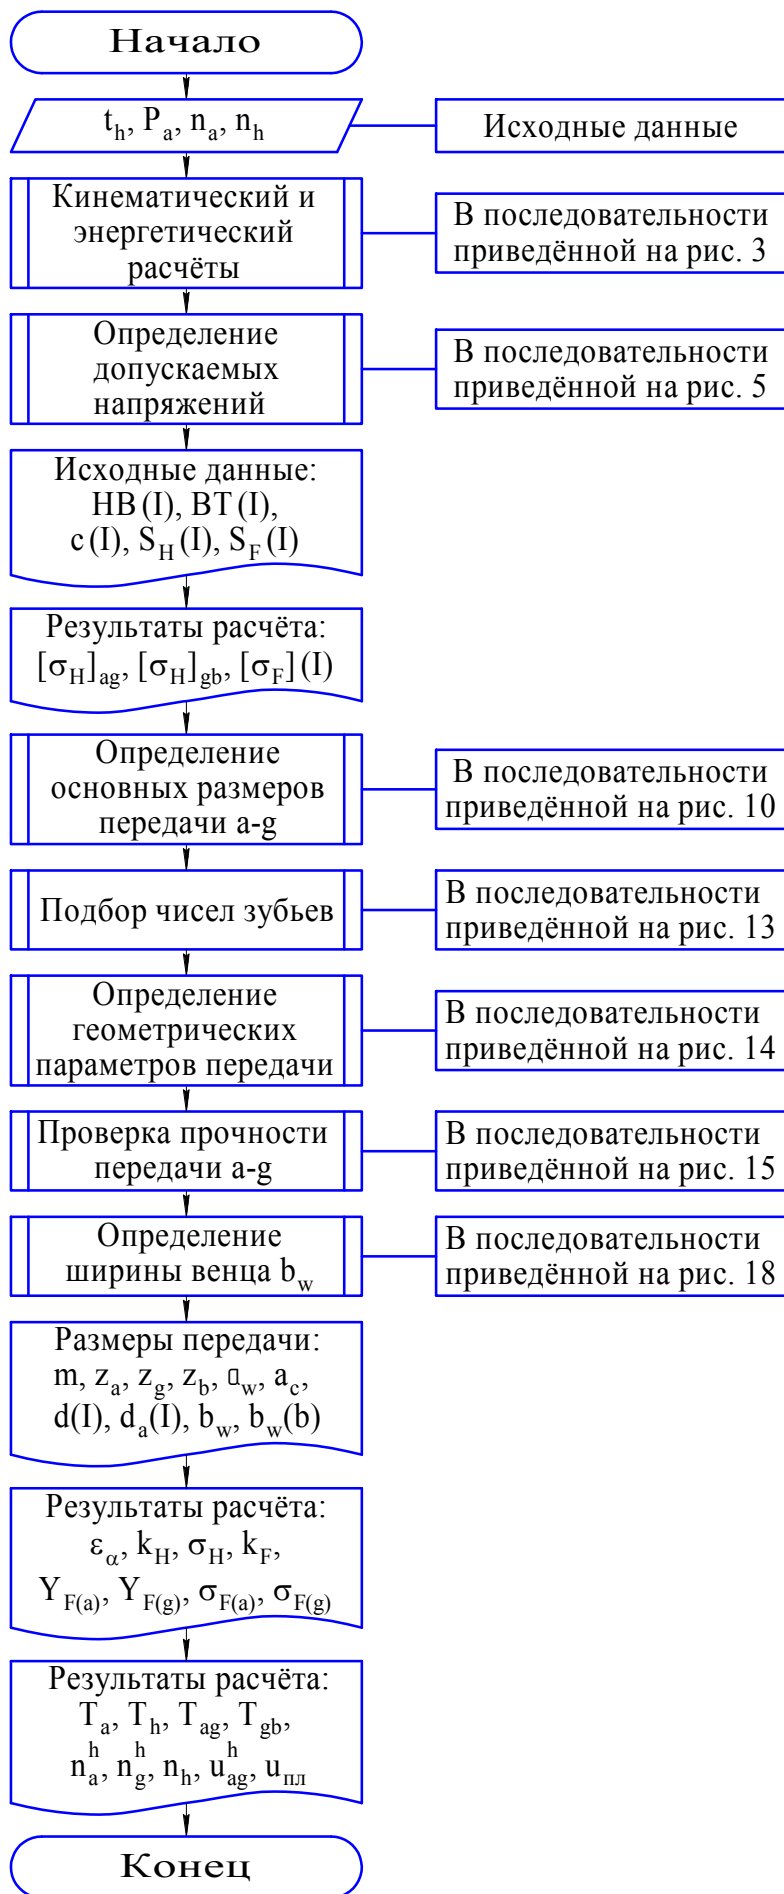 Начало
t_h, P_a, n_a, n_h
Исходные данные
Кинематический и
энергетический
расчёты
В последовательности
приведённой на рис. 3
Определение
допускаемых
напряжений
В последовательности
приведённой на рис. 5
Исходные данные:
HB(I), BT(I),
c(I), S_H(I), S_F(I)
Результаты расчёта:
[σ_H]_ag, [σ_H]_gb, [σ_F](I)
Определение
основных размеров
передачи a-g
В последовательности
приведённой на рис. 10
Подбор чисел зубьев
В последовательности
приведённой на рис. 13
Определение
геометрических
параметров передачи
В последовательности
приведённой на рис. 14
Проверка прочности
передачи a-g
В последовательности
приведённой на рис. 15
Определение
ширины венца b_w
В последовательности
приведённой на рис. 18
Размеры передачи:
m, z_a, z_g, z_b, α_w, a_c,
d(I), d_a(I), b_w, b_w(b)
Результаты расчёта:
ε_α, k_H, σ_H, k_F,
Y_F(a), Y_F(g), σ_F(a), σ_F(g)
Результаты расчёта:
T_a, T_h, T_ag, T_gb,
n_a^h, n_g^h, n_h, u_ag^h, u_пл
Конец